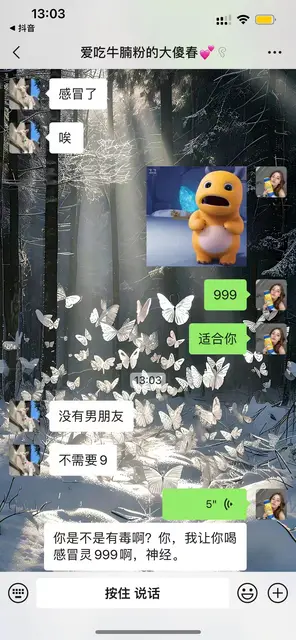 13:03
抖音
爱吃牛腩粉的大傻春💕
感冒了
唉
999
适合你
13:03
没有男朋友
不需要9
5"
你是不是有毒啊？你，我让你喝
感冒灵999啊，神经。
按住 说话